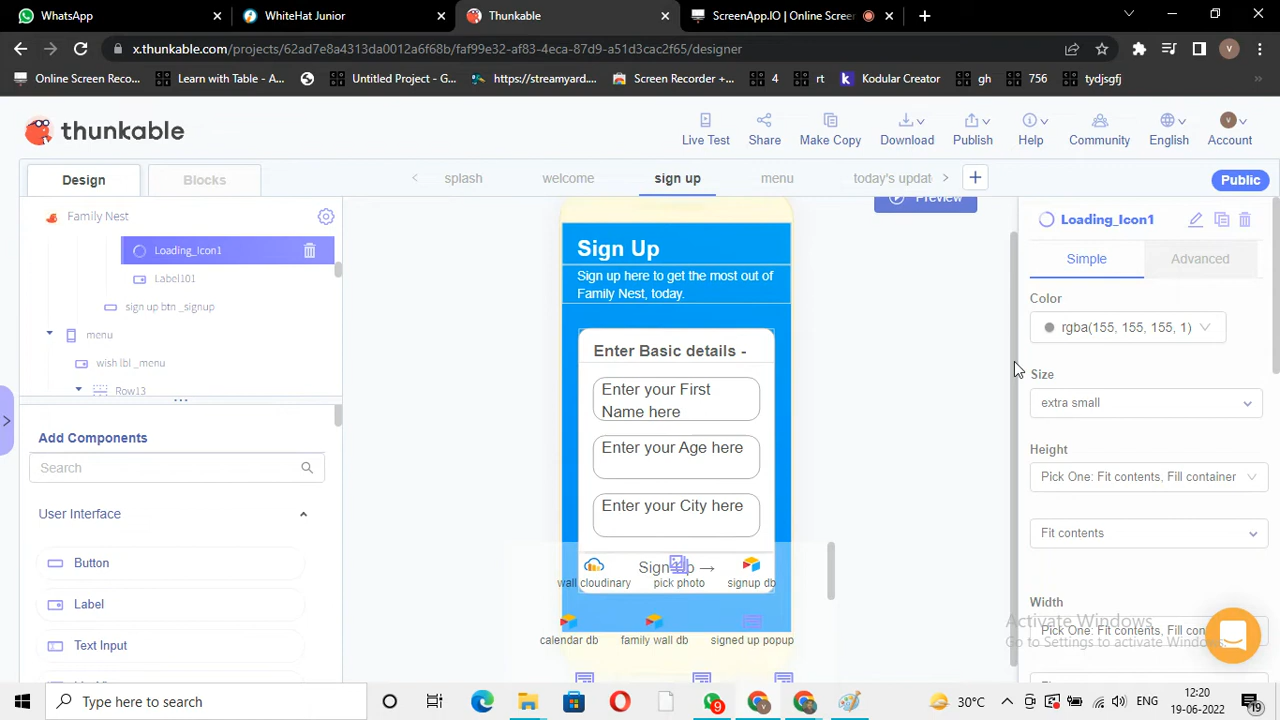 WhatsApp
WhiteHat Junior
Thunkable
ScreenApp.IO | Online Screen
x.thunkable.com/projects/62ad7e8a4313da0012a6f68b/faf99e32-af83-4eca-87d9-a51d3cac2f65/designer
Online Screen Reco...
Learn with Table - A...
Untitled Project - G...
https://streamyard....
Screen Recorder -...
4
rt
Kodular Creator
gh
756
tydjsgfj
»
thunkable
Live Test
Share
Make Copy
Download
Publish
Help
Community
English
Account
Design
Blocks
splash
welcome
sign up
menu
today's updat
Public
Family Nest
Loading_Icon1
Label101
sign up btn _signup
menu
wish lbl _menu
Row13
Add Components
Search
User Interface
Button
Label
Text Input
Preview
Sign Up
Sign up here to get the most out of
Family Nest, today.
Enter Basic details -
Enter your First
Name here
Enter your Age here
Enter your City here
Sign Up →
wall cloudinary
pick photo
signup db
calendar db
family wall db
signed up popup
Loading_Icon1
Simple
Advanced
Color
rgba(155, 155, 155, 1)
Size
extra small
Height
Pick One: Fit contents, Fill container
Fit contents
Width
Pick One: Fit contents, Fill con
Activate Windows
Go to Settings to activate Windows.
Type here to search
9
30°C
ENG
12:20
19-06-2022
19